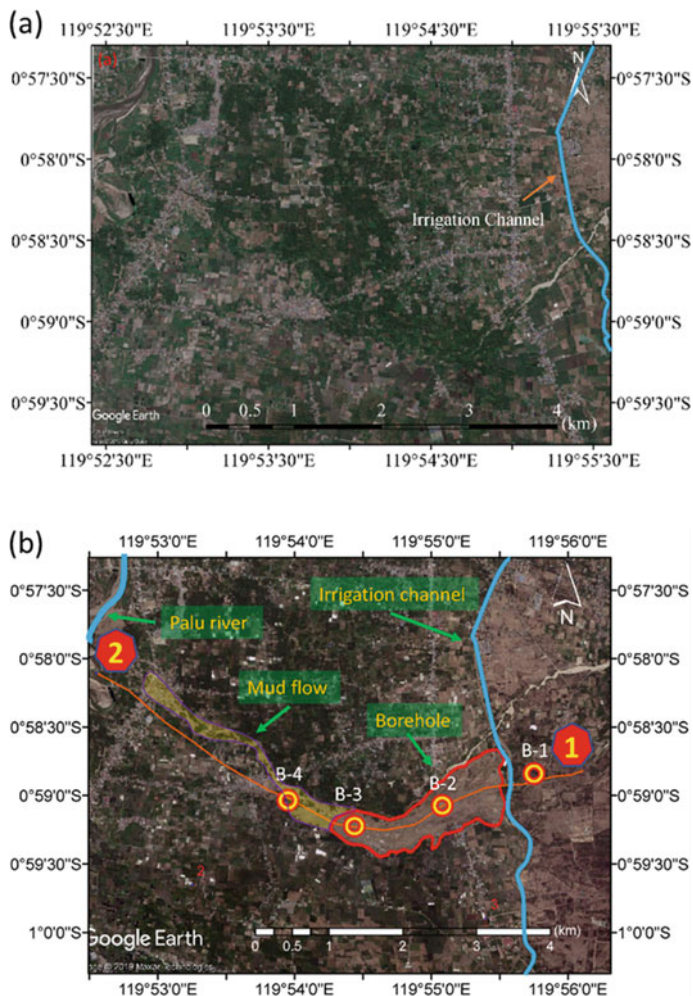 (a)
119°52'30"E 119°53'30"E 119°54'30"E 119°55'30"E
(a)
N
0°57'30"S 0°57'30"S
0°58'0"S 0°58'0"S
Irrigation Channel
0°58'30"S 0°58'30"S
0°59'0"S 0°59'0"S
0°59'30"S 0°59'30"S
Google Earth
0 0.5 1 2 3 4
(km)
119°52'30"E 119°53'30"E 119°54'30"E 119°55'30"E
(b)
119°53'0"E 119°54'0"E 119°55'0"E 119°56'0"E
0°57'30"S 0°57'30"S
Irrigation channel
N
Palu river
0°58'0"S 0°58'0"S
2
Mud flow
0°58'30"S 0°58'30"S
Borehole
1
B-1
B-4
B-2
0°59'0"S 0°59'0"S
B-3
0°59'30"S 0°59'30"S
2
1°00'0"S 1°00'0"S
(km)
Google Earth
0 0.5 1 2 3 4
2019 Maxar Technologies
119°53'0"E 119°54'0"E 119°55'0"E 119°56'0"E